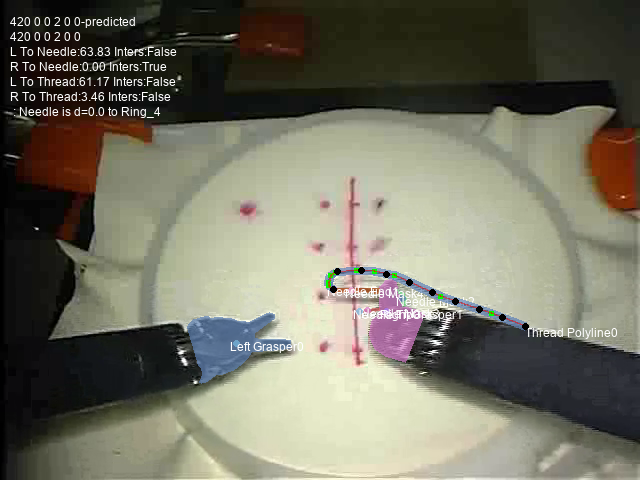 420 0 0 2 0 0-predicted
420 0 0 2 0 0
L To Needle:63.83 Inters:False
R To Needle:0.00 Inters:True
L To Thread:61.17 Inters:False
R To Thread:3.46 Inters:False
: Needle is d=0.0 to Ring_4
Needle Mask
Thread Polyline0
Left Grasper0